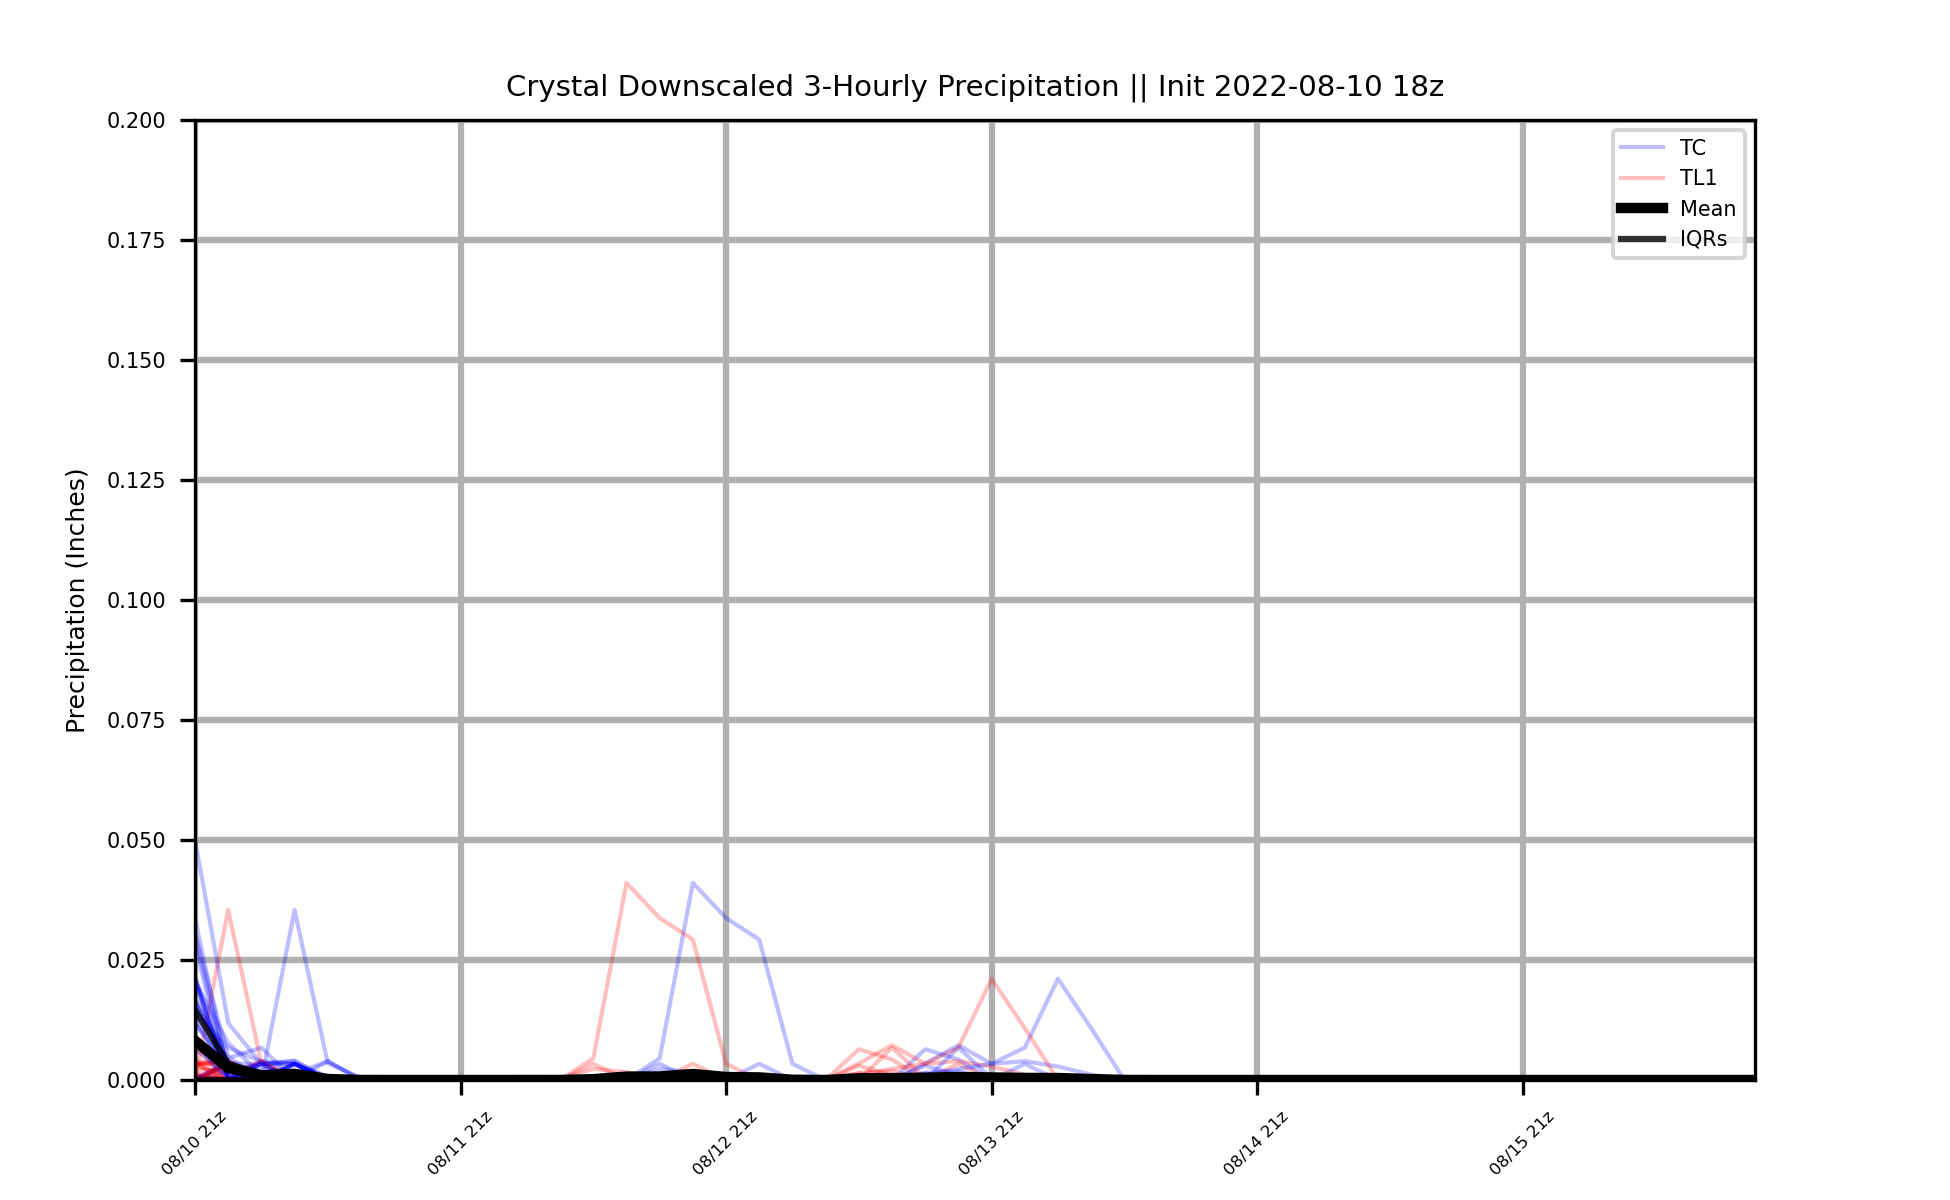 Crystal Downscaled 3-Hourly Precipitation || Init 2022-08-10 18z
0.200
0.175
0.150
0.125
0.100
0.075
0.050
0.025
0.000
Precipitation (Inches)
TC
TL1
Mean
IQRs
08/10 21z
08/11 21z
08/12 21z
08/13 21z
08/14 21z
08/15 21z